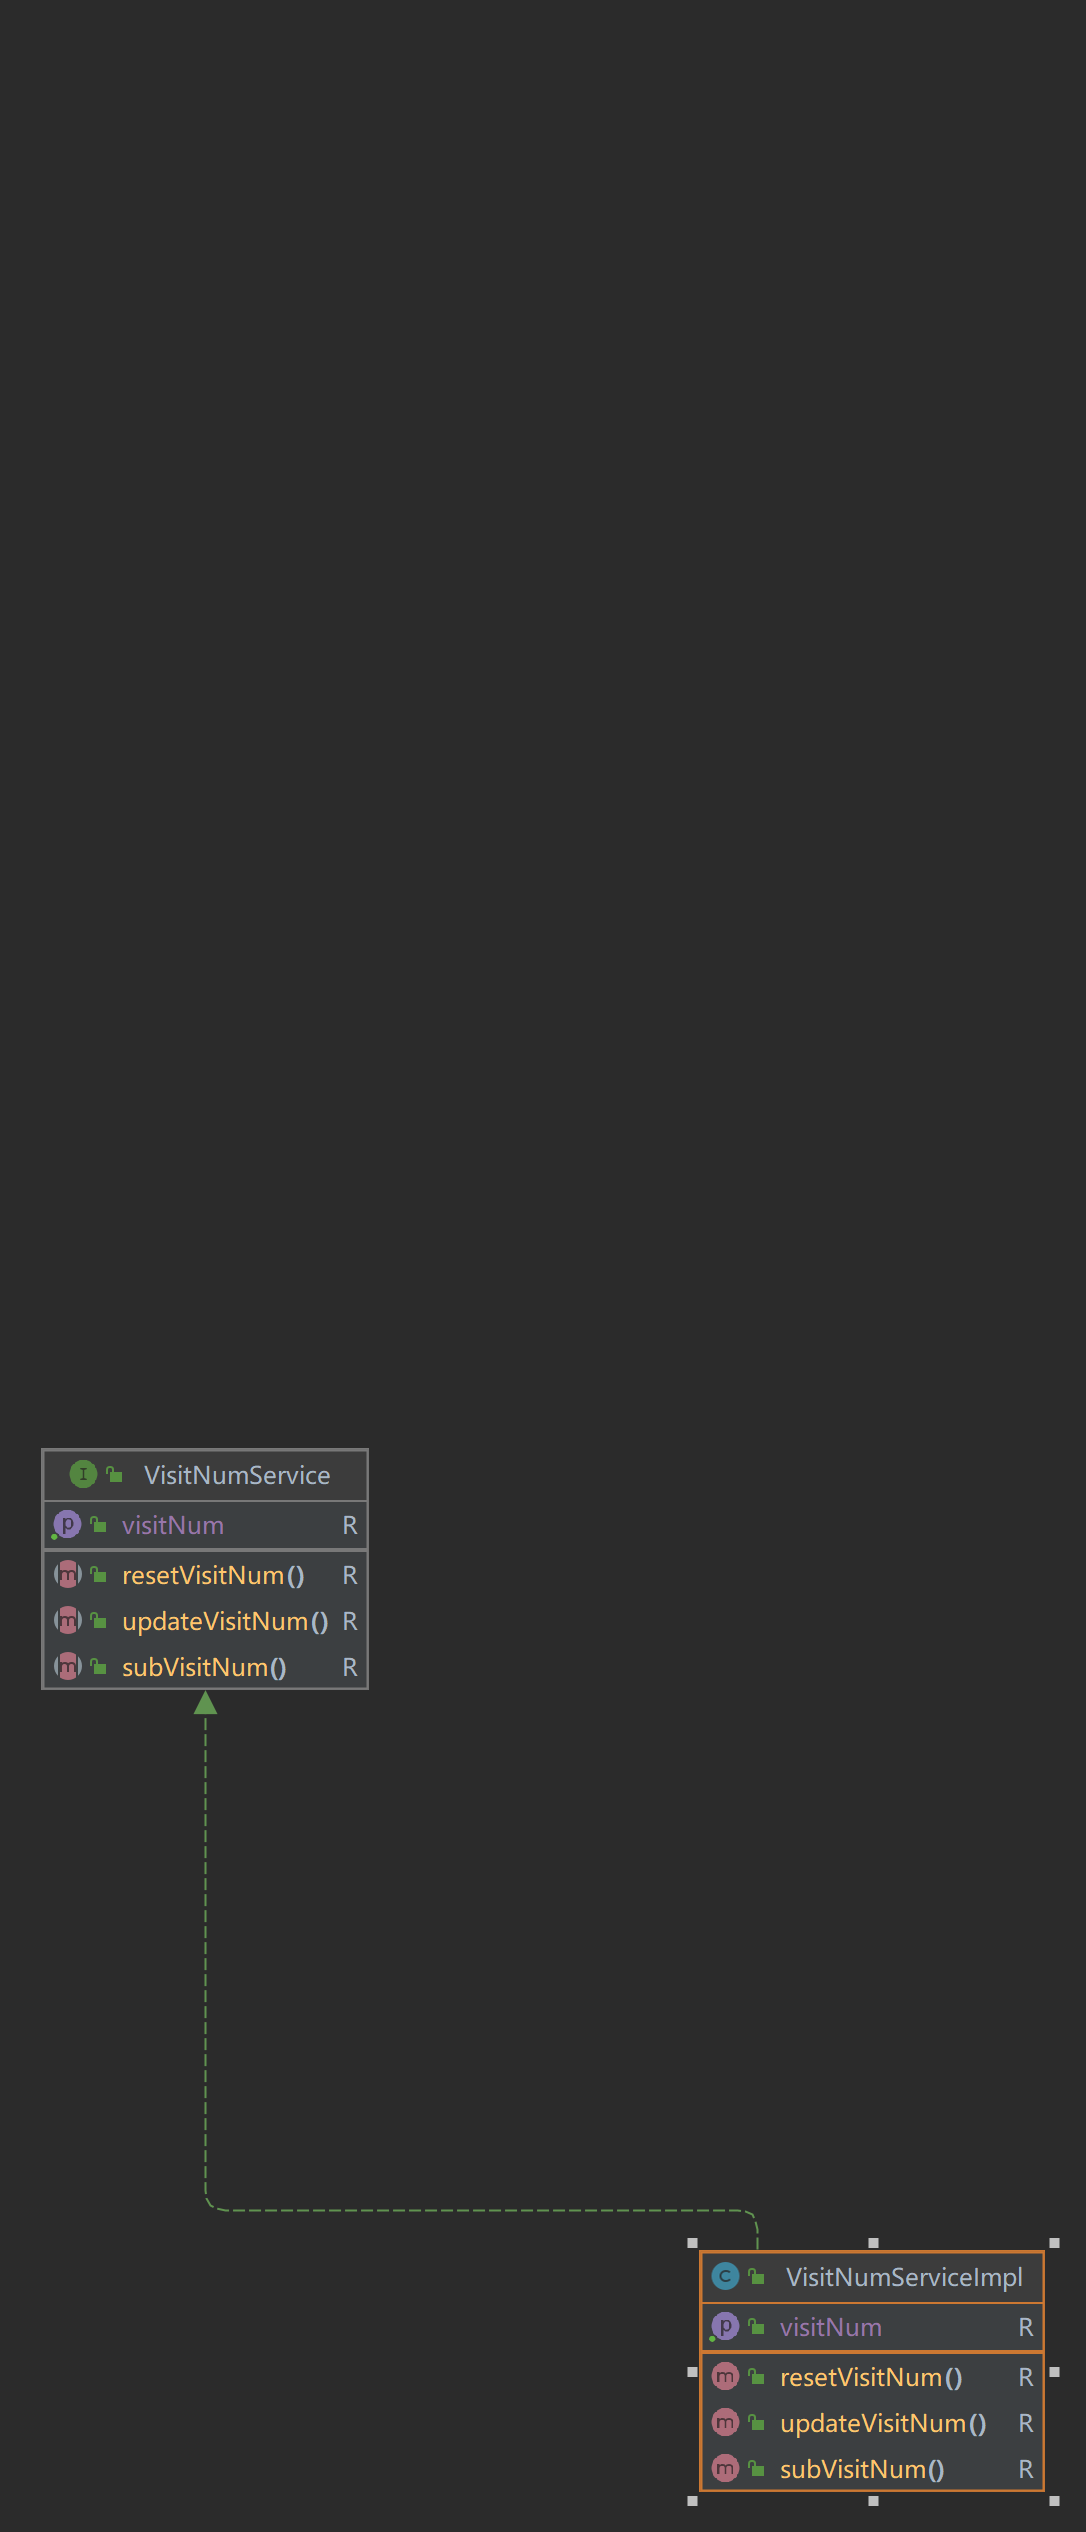 I VisitNumService
p visitNum R
m resetVisitNum() R
m updateVisitNum() R
m subVisitNum() R
C VisitNumServiceImpl
p visitNum R
m resetVisitNum() R
m updateVisitNum() R
m subVisitNum() R